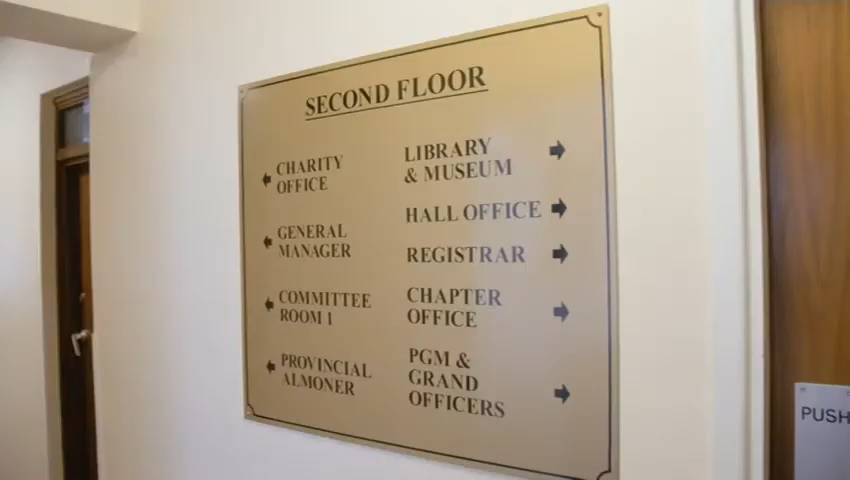 SECOND FLOOR
CHARITY
OFFICE
GENERAL
MANAGER
COMMITTEE
ROOM 1
PROVINCIAL
ALMONER
LIBRARY
& MUSEUM
HALL OFFICE
REGISTRAR
CHAPTER
OFFICE
PGM &
GRAND
OFFICERS
PUSH